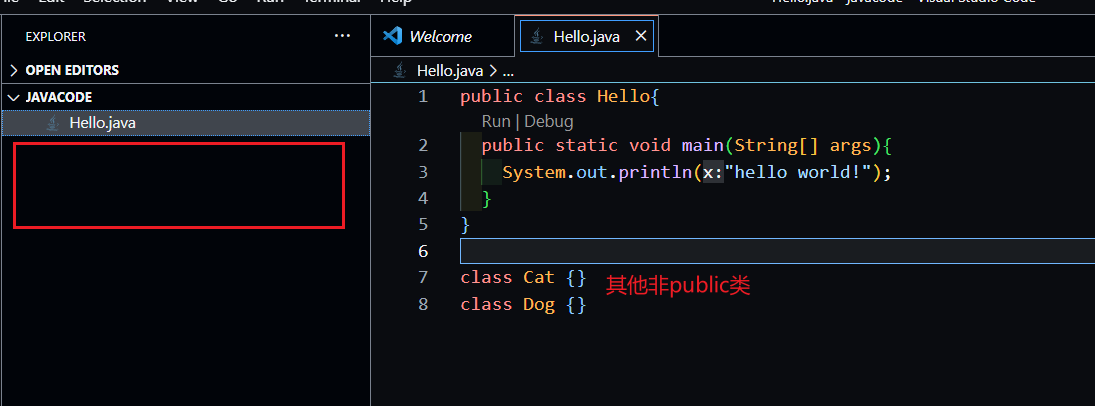 File Edit Selection View Go Run Terminal Help Hello.java - javacode - Visual Studio Code
EXPLORER ...
OPEN EDITORS
JAVACODE
Hello.java
Welcome Hello.java
Hello.java > ...
1 public class Hello{
Run | Debug
2 public static void main(String[] args){
3 System.out.println(x:"hello world!");
4 }
5 }
6
7 class Cat {} 其他非public类
8 class Dog {}